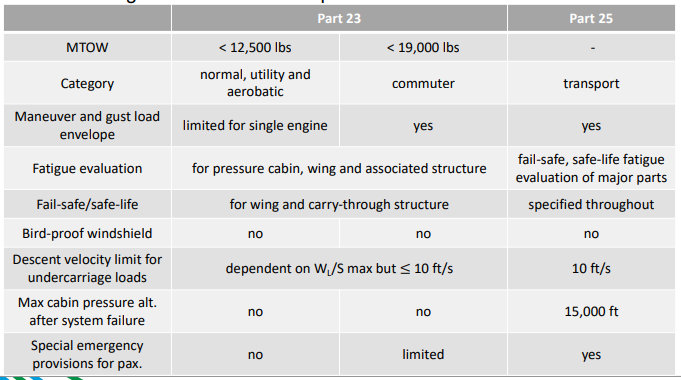 Part 23 Part 25
MTOW < 12,500 lbs < 19,000 lbs -
Category normal, utility and aerobatic commuter transport
Maneuver and gust load envelope limited for single engine yes yes
Fatigue evaluation for pressure cabin, wing and associated structure fail-safe, safe-life fatigue evaluation of major parts
Fail-safe/safe-life for wing and carry-through structure specified throughout
Bird-proof windshield no no no
Descent velocity limit for undercarriage loads dependent on W_L/S max but ≤ 10 ft/s 10 ft/s
Max cabin pressure alt. after system failure no no 15,000 ft
Special emergency provisions for pax. no limited yes